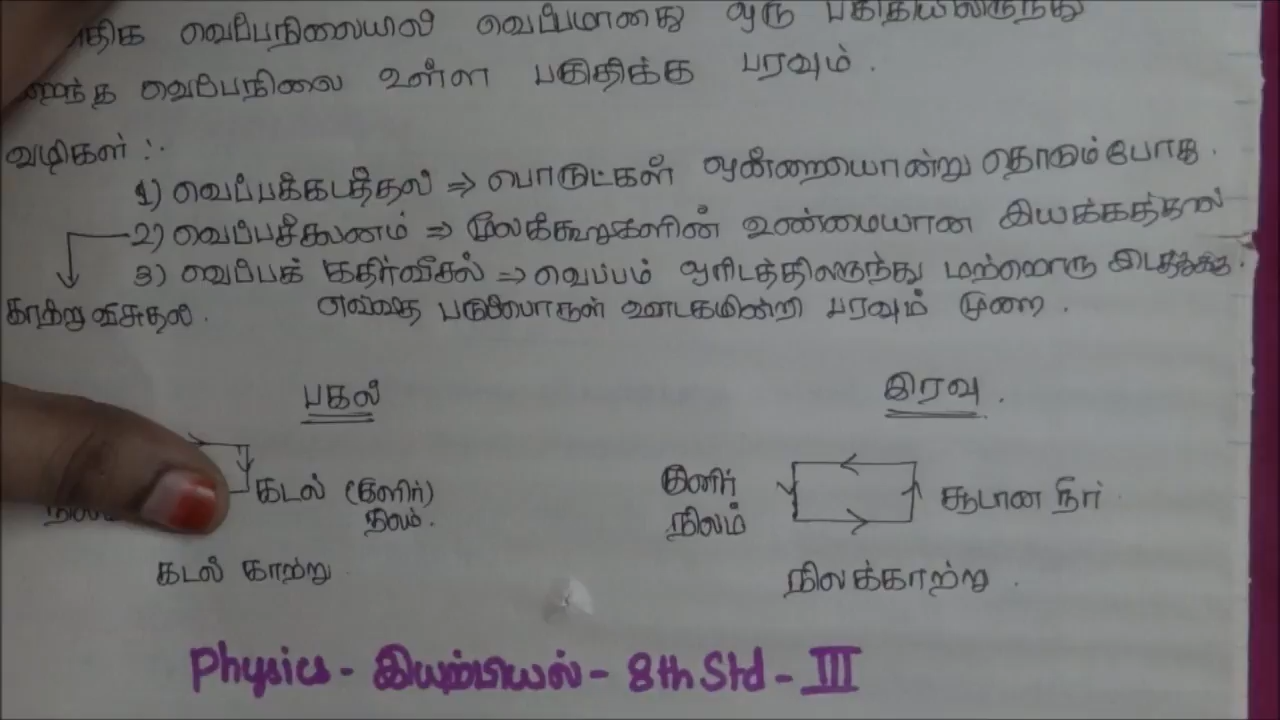 அதிக வெப்பநிலையில் வெப்பமானது ஒரு பகுதியிலிருந்து
வெப்பநிலை உள்ள பகுதிக்கு பரவும்.
வழிகள் :.
1) வெப்பக்கடத்தல் ⇒ பொருட்கள் ஒன்றையொன்று தொடும்போது.
2) வெப்பச்சலனம் ⇒ மூலக்கூறுகளின் உண்மையான இயக்கத்தால்
3) வெப்பக் கதிர்வீசல் ⇒ வெப்பம் ஓரிடத்திலிருந்து மற்றொரு இடத்துக்கு.
காற்று வீசுதல். எவ்வித பருப்பொருள் ஊடகமின்றி பரவும் முறை.
பகல் இரவு.
நிலம் கடல் (குளிர்) நிலம். குளிர் நிலம் சூடான நீர்
கடல் காற்று நிலக்காற்று.
Physics - இயற்பியல் - 8th Std - III